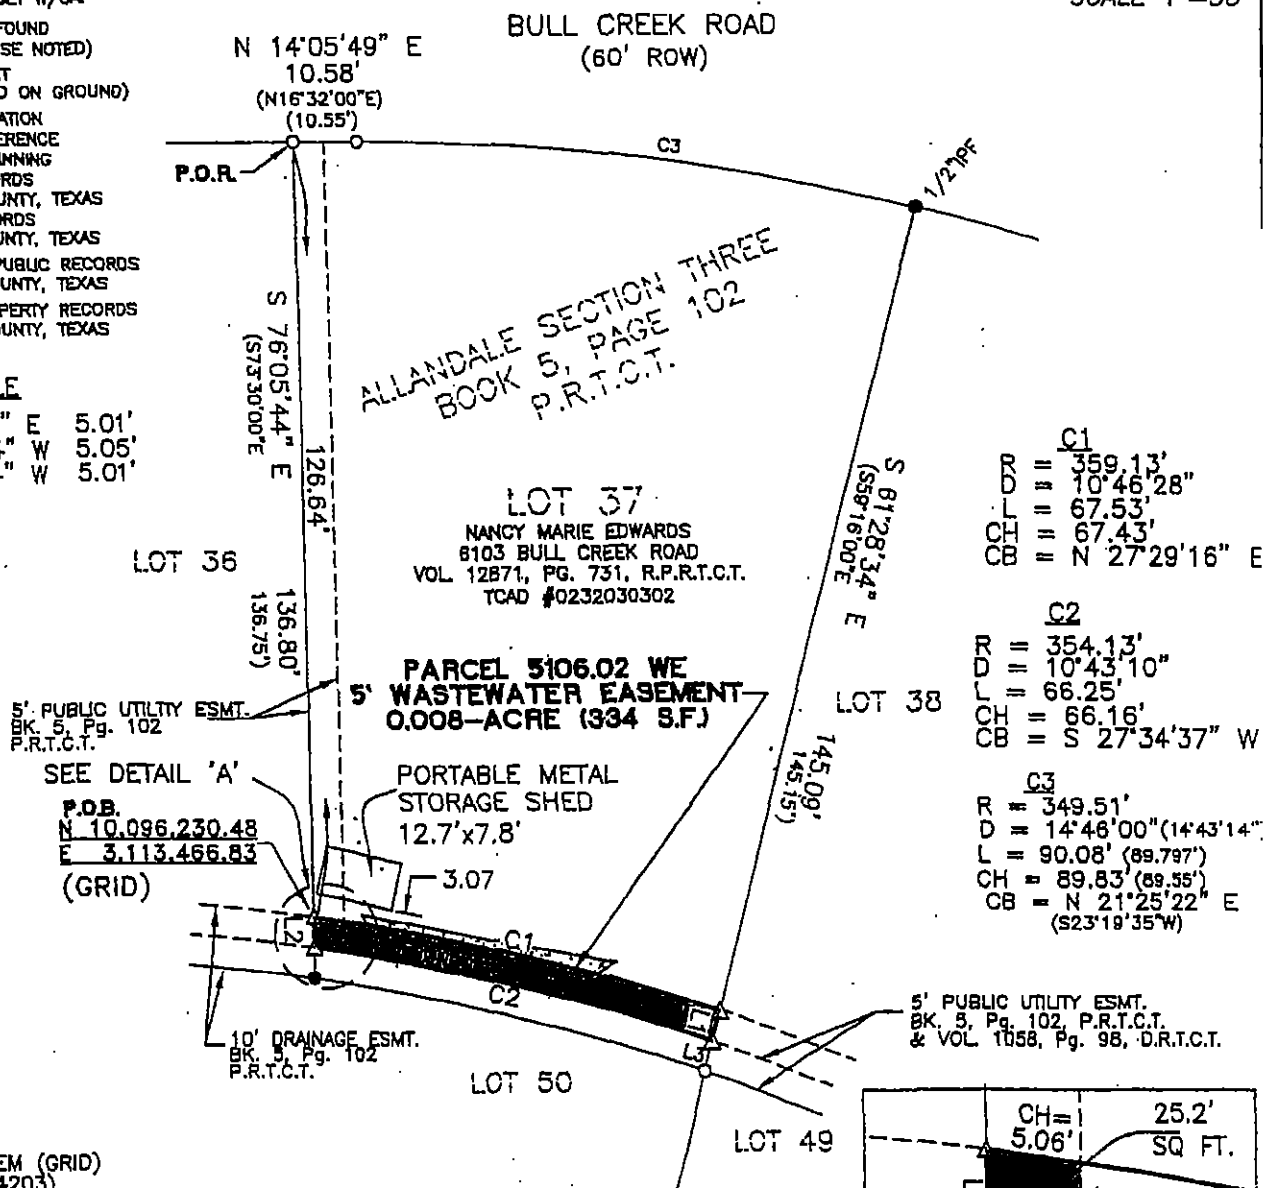 BULL CREEK ROAD
(60' ROW)
N 14°05'49" E
10.58'
(N16°32'00"E)
(10.55')
FOUND
SE NOTED)
D ON GROUND)
ATION
ERENCE
INNING
RDS
UNTY, TEXAS
ORDS
UNTY, TEXAS
PUBLIC RECORDS
UNTY, TEXAS
PERTY RECORDS
OUNTY, TEXAS
P.O.R.
C3
1/2"IPF
ALLANDALE SECTION THREE
BOOK 5, PAGE 102
P.R.T.C.T.
S 76°05'44" E
(S73°30'00"E
126.64'
136.80'
136.75')
LE
" E 5.01'
" W 5.05'
" W 5.01'
LOT 36
LOT 37
NANCY MARIE EDWARDS
6103 BULL CREEK ROAD
VOL. 12871, PG. 731, R.P.R.T.C.T.
TCAD #0232030302
S 61°28'34" E
(S59°16'00"E
145.09'
145.15')
C1
R = 359.13'
D = 10°46'28"
L = 67.53'
CH = 67.43'
CB = N 27°29'16" E
C2
R = 354.13'
D = 10°43'10"
L = 66.25'
CH = 66.16'
CB = S 27°34'37" W
C3
R = 349.51'
D = 14°46'00"(14°43'14"
L = 90.08' (89.797')
CH = 89.83'(89.55')
CB = N 21°25'22" E
(S23°19'35"W)
PARCEL 5106.02 WE
5' WASTEWATER EASEMENT
0.008-ACRE (334 S.F.)
LOT 38
5' PUBLIC UTILITY ESMT.
BK. 5, Pg. 102
P.R.T.C.T.
SEE DETAIL 'A'
P.O.B.
N 10,096,230.48
E 3,113,466.83
(GRID)
PORTABLE METAL
STORAGE SHED
12.7'x7.8'
3.07
L2
C1
C2
L1
L3
10' DRAINAGE ESMT.
BK. 5, Pg. 102
P.R.T.C.T.
5' PUBLIC UTILITY ESMT.
BK. 5, Pg. 102, P.R.T.C.T.
& VOL. 1058, Pg. 98, D.R.T.C.T.
LOT 50
LOT 49
CH=
5.06'
25.2'
SQ FT.
EM (GRID)
4203)